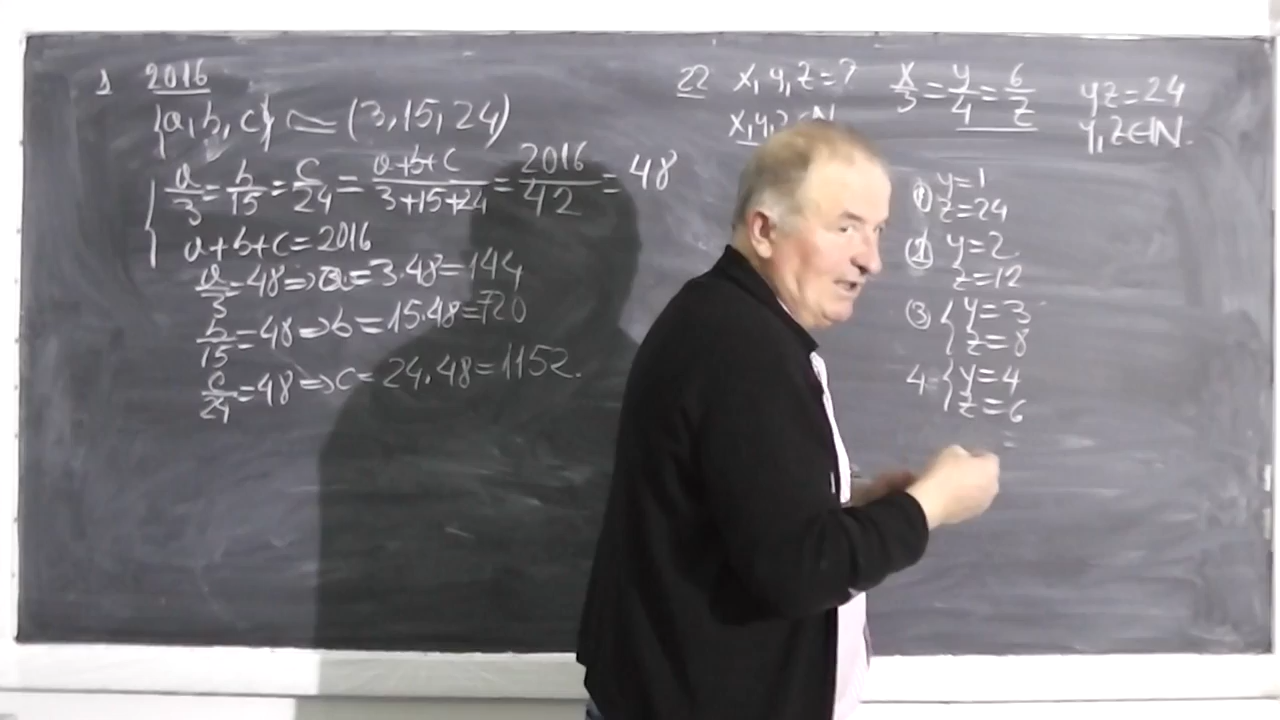 1 2016
{a, b, c} ≃ (3, 15, 24)
a/3 = b/15 = c/24 = a+b+c/3+15+24 = 2016/42 = 48
a+b+c=2016
a/3=48⇒a=3.48=144
b/15=48⇒b=15.48=720
c/24=48⇒c=24.48=1152.
22 x, y, z=? x/3=y/4=6/z yz=24
x, y, z∈N y, z∈N.
① y=1
z=24
② y=2
z=12
③ y=3
z=8
4 y=4
z=6
=